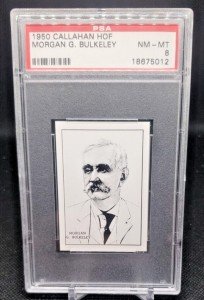 PSA
1950 CALLAHAN HOF
MORGAN G. BULKELEY
NM-MT
8
18675012
MORGAN
G. BULKELEY